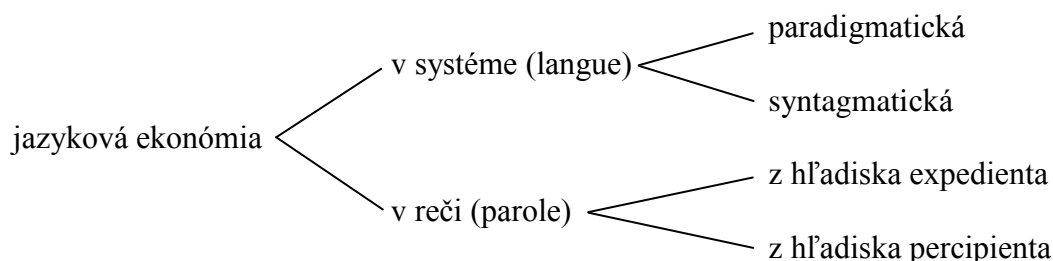 jazyková ekonómia
v systéme (langue)
paradigmatická
syntagmatická
v reči (parole)
z hľadiska expedienta
z hľadiska percipienta